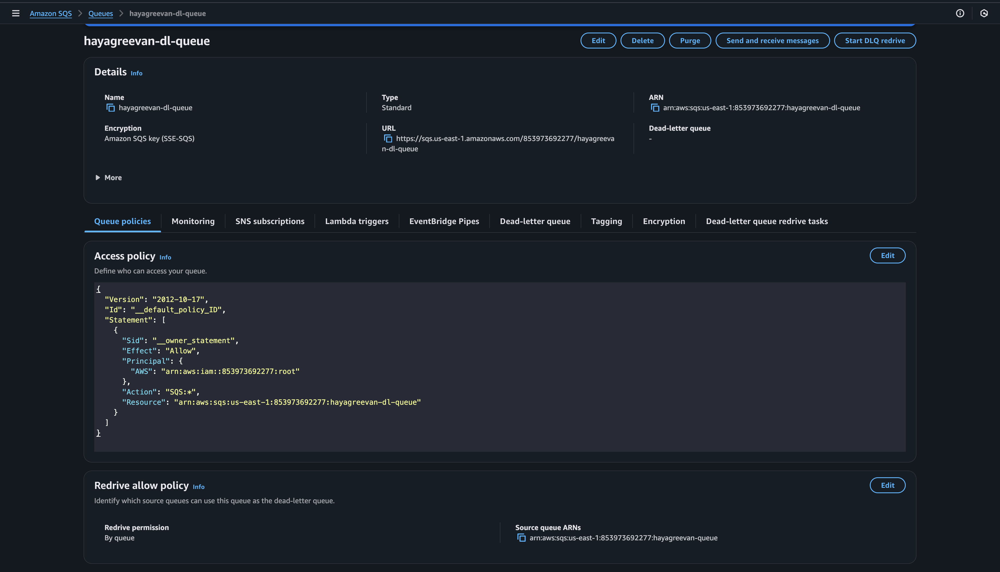 Amazon SQS > Queues > hayagreevan-dl-queue
hayagreevan-dl-queue
Edit Delete Purge Send and receive messages Start DLQ redrive
Details Info
Name Type ARN
hayagreevan-dl-queue Standard arn:aws:sqs:us-east-1:853973692277:hayagreevan-dl-queue
Encryption URL Dead-letter queue
Amazon SQS key (SSE-SQS) https://sqs.us-east-1.amazonaws.com/853973692277/hayagreeva -
n-dl-queue
More
Queue policies Monitoring SNS subscriptions Lambda triggers EventBridge Pipes Dead-letter queue Tagging Encryption Dead-letter queue redrive tasks
Access policy Info Edit
Define who can access your queue.
{
  "Version": "2012-10-17",
  "Id": "__default_policy_ID",
  "Statement": [
    {
      "Sid": "__owner_statement",
      "Effect": "Allow",
      "Principal": {
        "AWS": "arn:aws:iam::853973692277:root"
      },
      "Action": "SQS:*",
      "Resource": "arn:aws:sqs:us-east-1:853973692277:hayagreevan-dl-queue"
    }
  ]
}
Redrive allow policy Info Edit
Identify which source queues can use this queue as the dead-letter queue.
Redrive permission Source queue ARNs
By queue arn:aws:sqs:us-east-1:853973692277:hayagreevan-queue